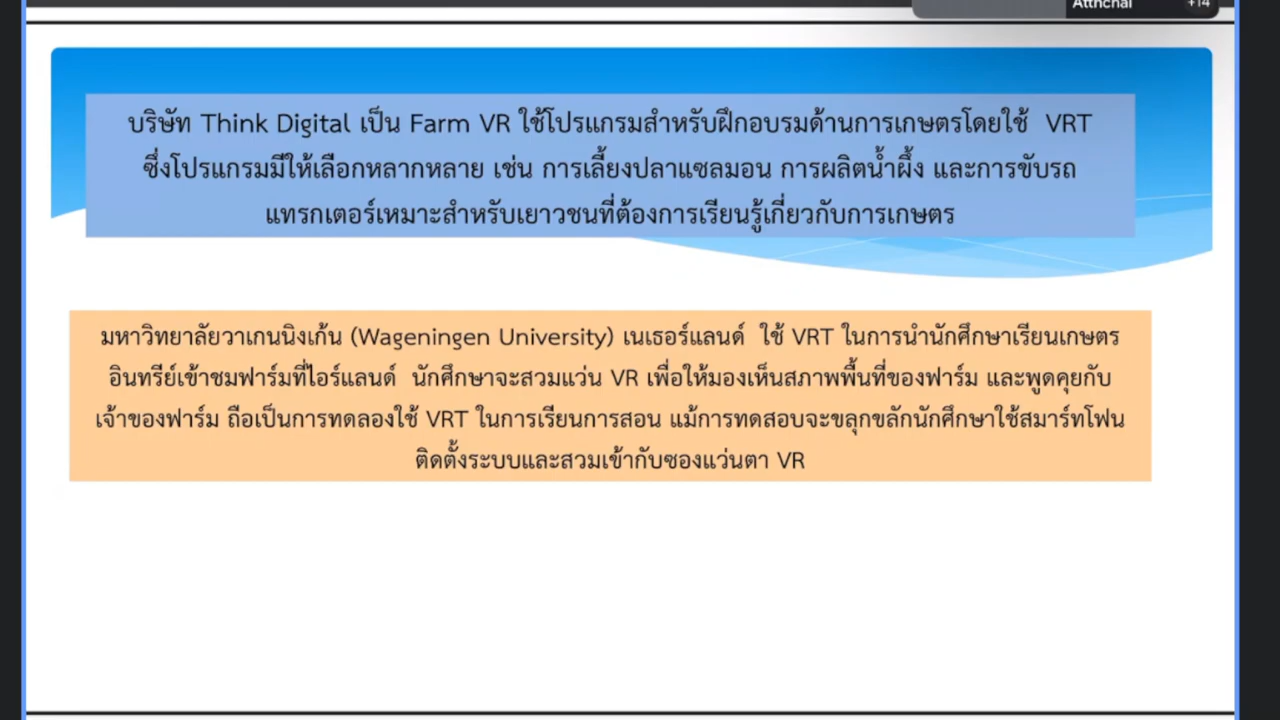 Atthchai
+14
บริษัท Think Digital เป็น Farm VR ใช้โปรแกรมสำหรับฝึกอบรมด้านการเกษตรโดยใช้ VRT
ซึ่งโปรแกรมมีให้เลือกหลากหลาย เช่น การเลี้ยงปลาแซลมอน การผลิตน้ำผึ้ง และการขับรถ
แทรกเตอร์เหมาะสำหรับเยาวชนที่ต้องการเรียนรู้เกี่ยวกับการเกษตร
มหาวิทยาลัยวาเกนนิงเก้น (Wageningen University) เนเธอร์แลนด์ ใช้ VRT ในการนำนักศึกษาเรียนเกษตร
อินทรีย์เข้าชมฟาร์มที่ไอร์แลนด์ นักศึกษาจะสวมแว่น VR เพื่อให้มองเห็นสภาพพื้นที่ของฟาร์ม และพูดคุยกับ
เจ้าของฟาร์ม ถือเป็นการทดลองใช้ VRT ในการเรียนการสอน แม้การทดสอบจะขลุกขลักนักศึกษาใช้สมาร์ทโฟน
ติดตั้งระบบและสวมเข้ากับซองแว่นตา VR